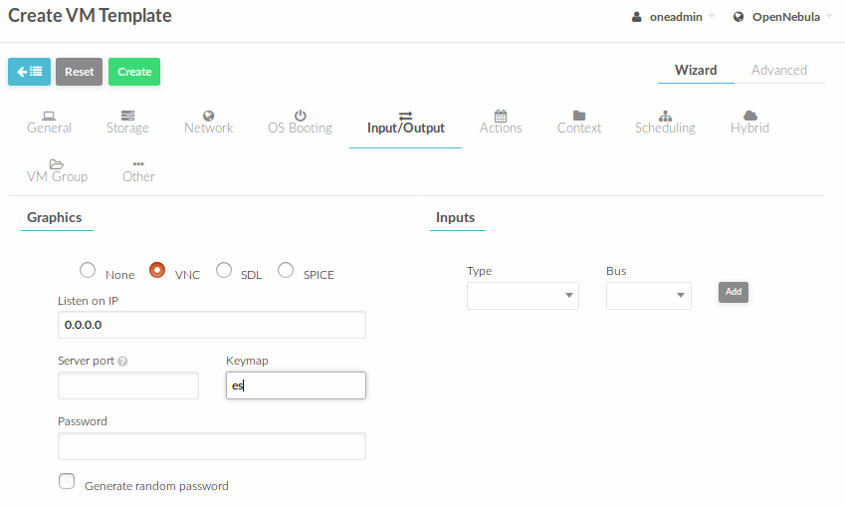 Create VM Template
oneadmin
OpenNebula
Reset
Create
Wizard
Advanced
General
Storage
Network
OS Booting
Input/Output
Actions
Context
Scheduling
Hybrid
VM Group
Other
Graphics
Inputs
None
VNC
SDL
SPICE
Type
Bus
Add
Listen on IP
0.0.0.0
Server port ?
Keymap
es
Password
Generate random password